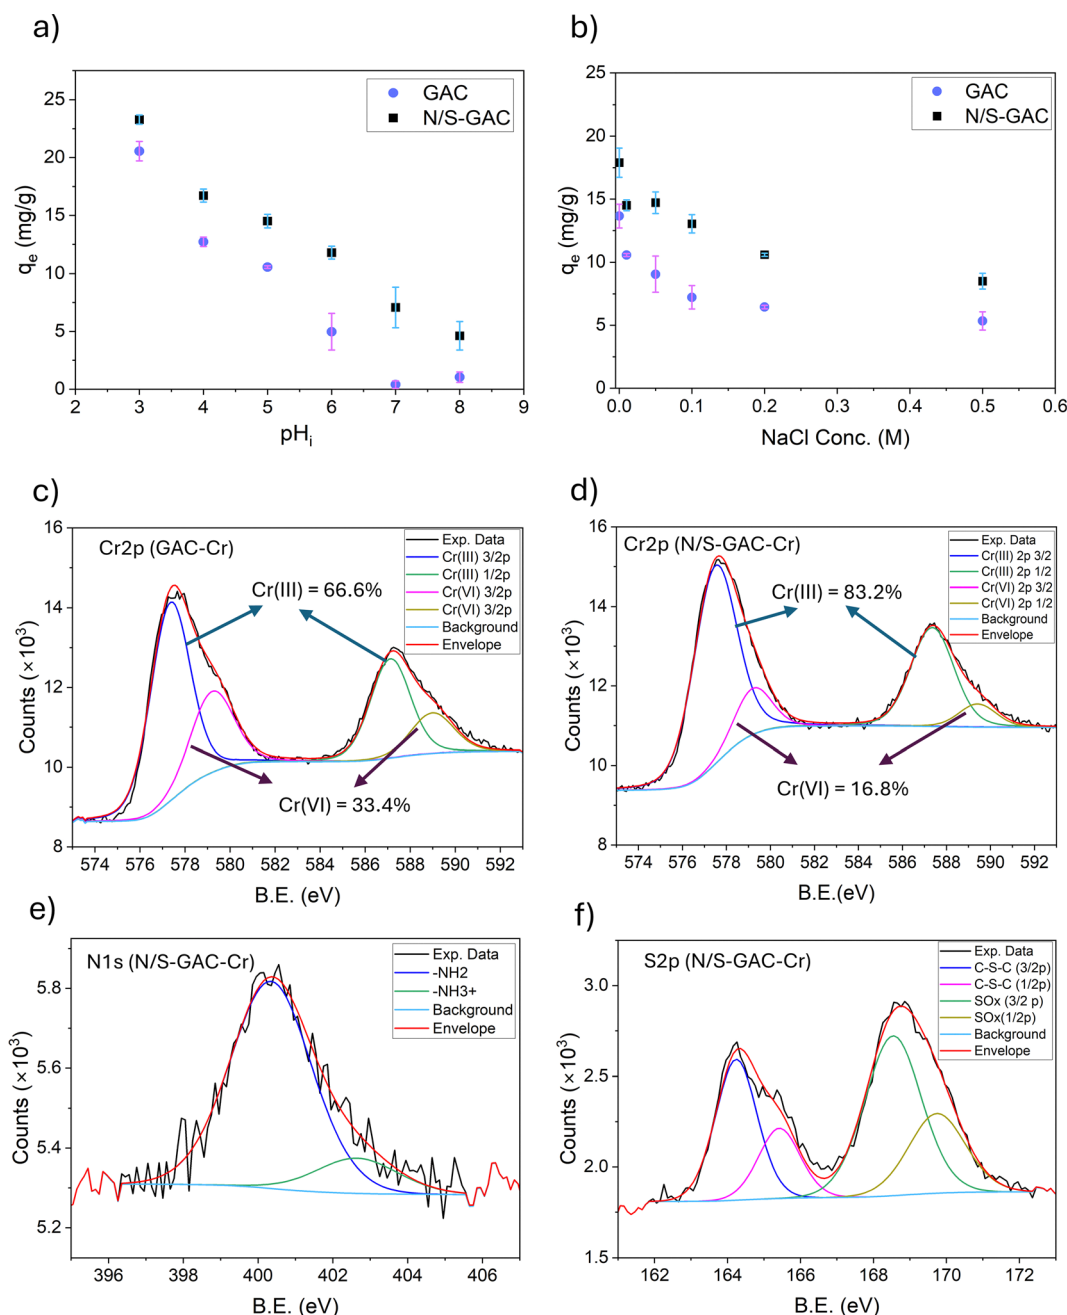 a)
GAC
N/S-GAC
25
20
15
10
5
0
2 3 4 5 6 7 8 9
qe (mg/g)
pHi
b)
GAC
N/S-GAC
25
20
15
10
5
0
0.0 0.1 0.2 0.3 0.4 0.5 0.6
qe (mg/g)
NaCl Conc. (M)
c)
Cr2p (GAC-Cr)
Exp. Data
Cr(III) 3/2p
Cr(III) 1/2p
Cr(VI) 3/2p
Cr(VI) 3/2p
Background
Envelope
Cr(III) = 66.6%
Cr(VI) = 33.4%
16
14
12
10
8
574 576 578 580 582 584 586 588 590 592
Counts (×10³)
B.E. (eV)
d)
Cr2p (N/S-GAC-Cr)
Exp. Data
Cr(III) 2p 3/2
Cr(III) 2p 1/2
Cr(VI) 2p 3/2
Cr(VI) 2p 1/2
Background
Envelope
Cr(III) = 83.2%
Cr(VI) = 16.8%
16
14
12
10
8
574 576 578 580 582 584 586 588 590 592
Counts (×10³)
B.E. (eV)
e)
N1s (N/S-GAC-Cr)
Exp. Data
-NH2
-NH3+
Background
Envelope
5.8
5.6
5.4
5.2
396 398 400 402 404 406
Counts (×10³)
B.E. (eV)
f)
S2p (N/S-GAC-Cr)
Exp. Data
C-S-C (3/2p)
C-S-C (1/2p)
SOx (3/2 p)
SOx(1/2p)
Background
Envelope
3.0
2.5
2.0
1.5
162 164 166 168 170 172
Counts (×10³)
B.E. (eV)